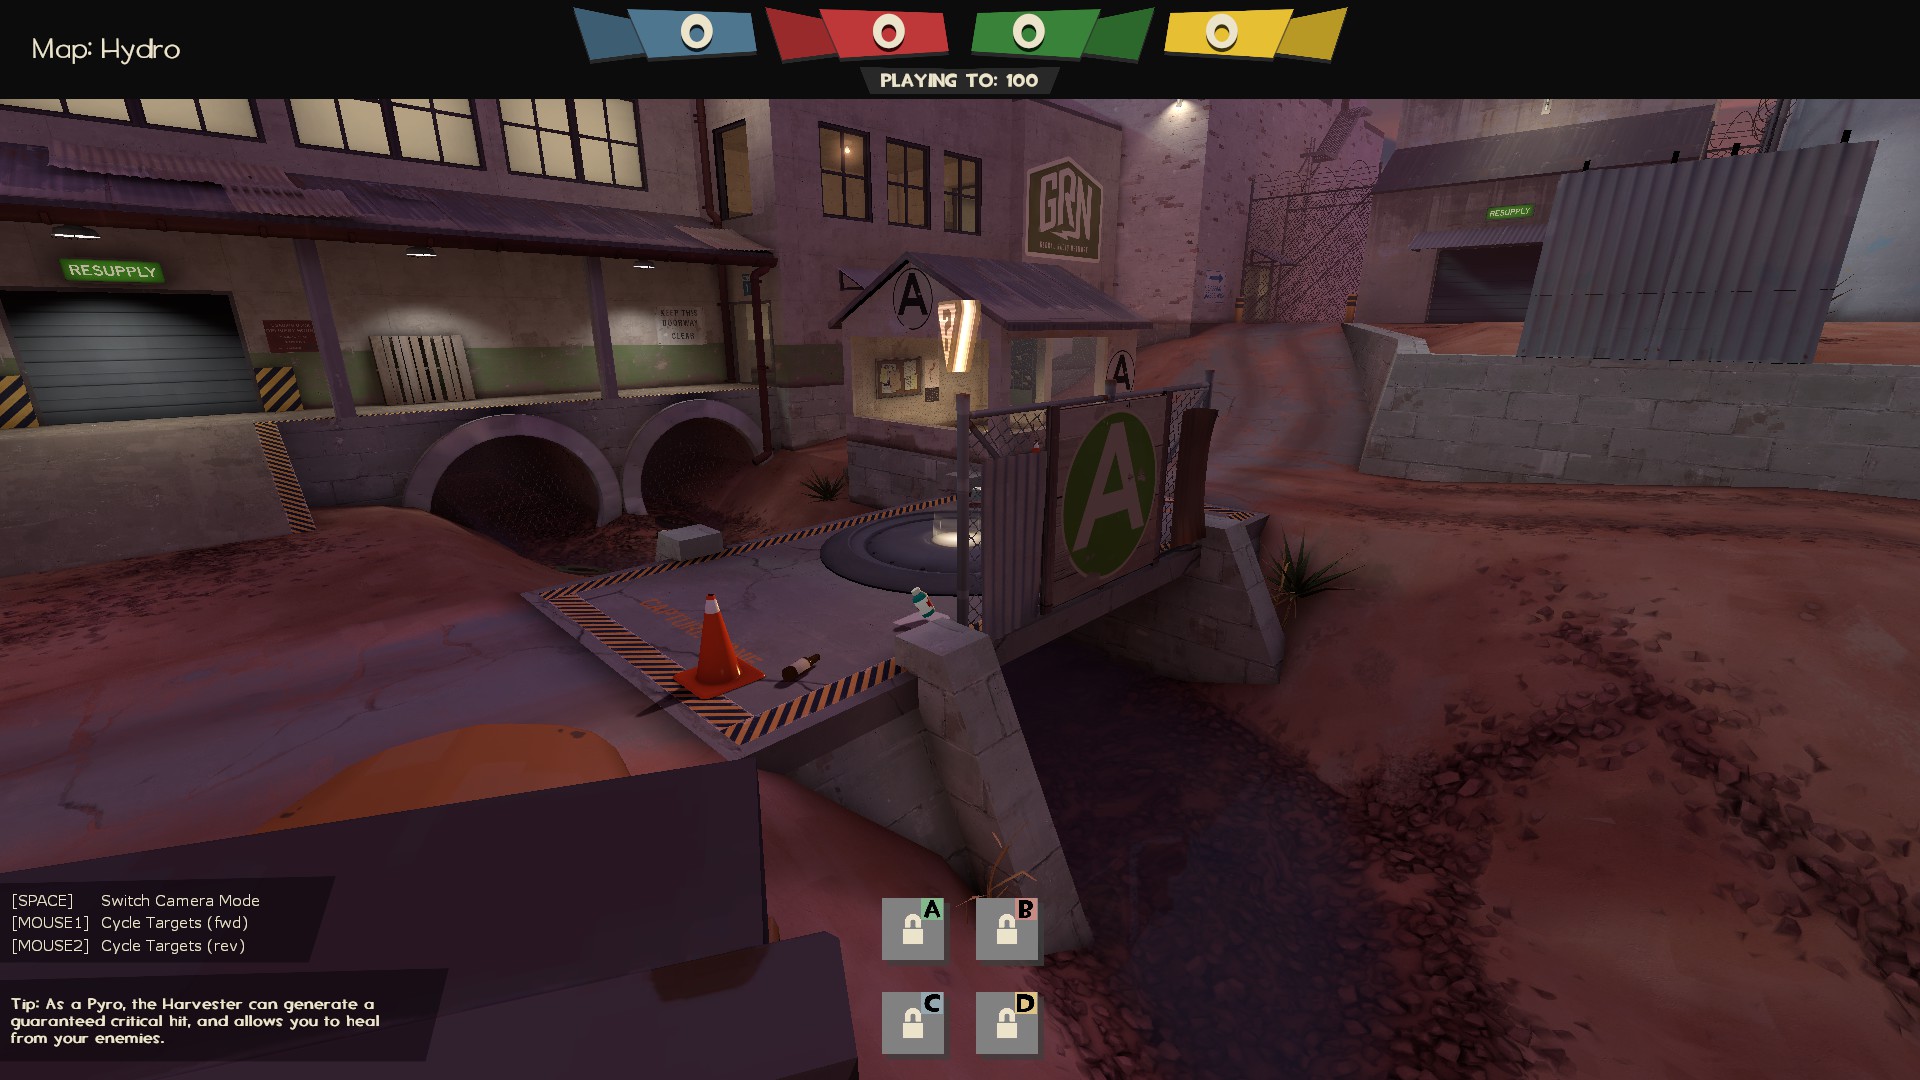 Map: Hydro
0
0
0
0
PLAYING TO: 100
GRN
RESUPPLY
RESUPPLY
A
KEEP THIS
DOORWAY
CLEAR
A
A
[SPACE] Switch Camera Mode
[MOUSE1] Cycle Targets (fwd)
[MOUSE2] Cycle Targets (rev)
A
B
C
D
Tip: As a Pyro, the Harvester can generate a
guaranteed critical hit, and allows you to heal
from your enemies.